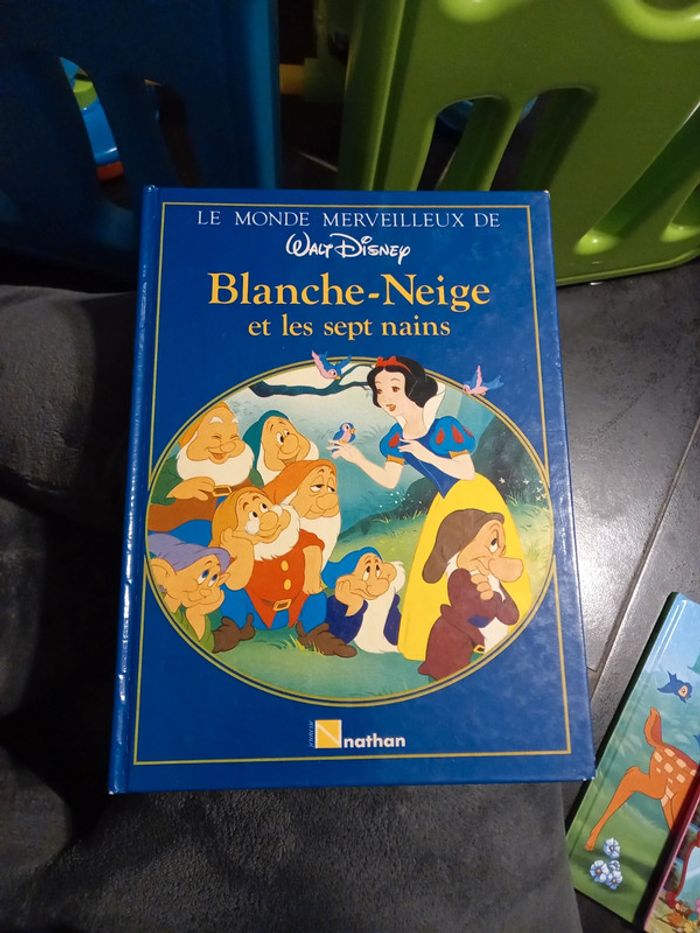 LE MONDE MERVEILLEUX DE
WALT DISNEY
Blanche-Neige
et les sept nains
nathan